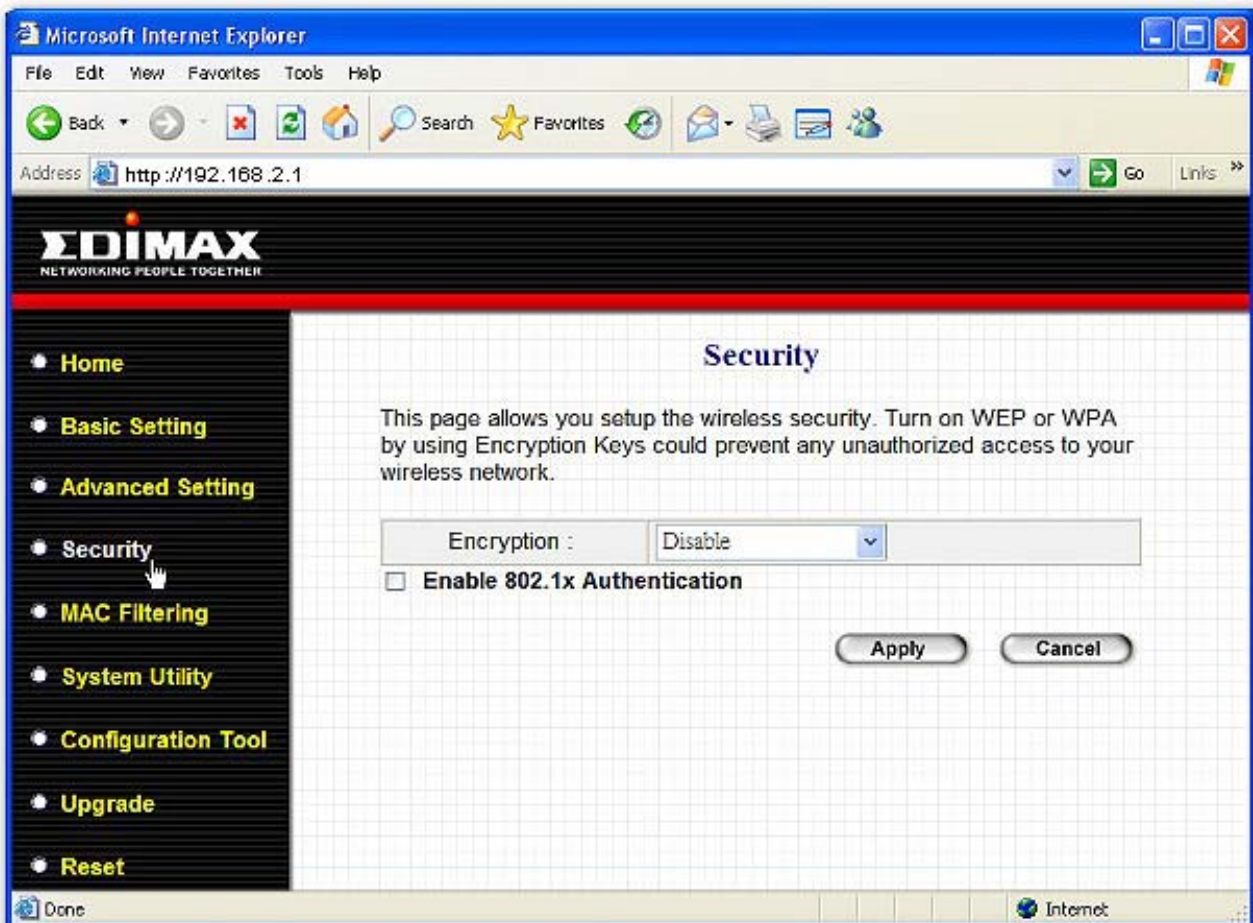 Microsoft Internet Explorer
File Edit View Favorites Tools Help
Back Search Favorites
Address http://192.168.2.1 Go Links »
EDIMAX
NETWORKING PEOPLE TOGETHER
Home
Basic Setting
Advanced Setting
Security
MAC Filtering
System Utility
Configuration Tool
Upgrade
Reset
Security
This page allows you setup the wireless security. Turn on WEP or WPA
by using Encryption Keys could prevent any unauthorized access to your
wireless network.
Encryption : Disable
Enable 802.1x Authentication
Apply Cancel
Done Internet